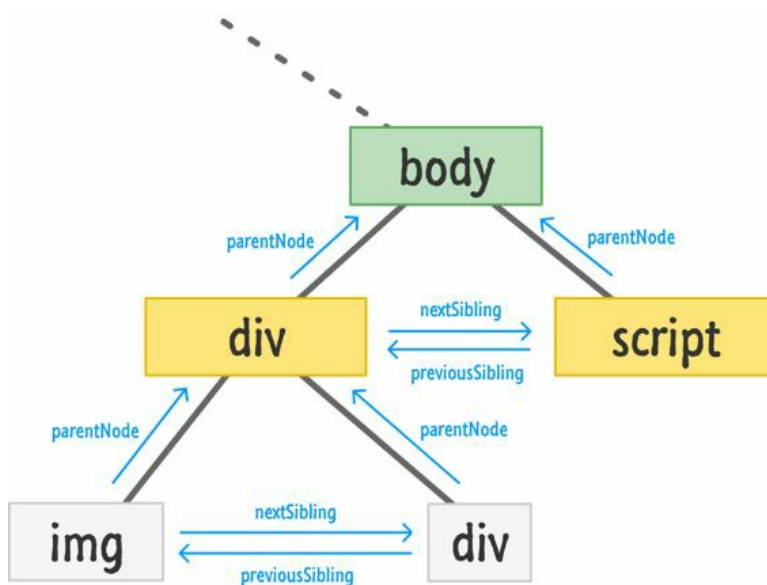 body
parentNode
parentNode
div
nextSibling
previousSibling
script
parentNode
parentNode
img
nextSibling
previousSibling
div